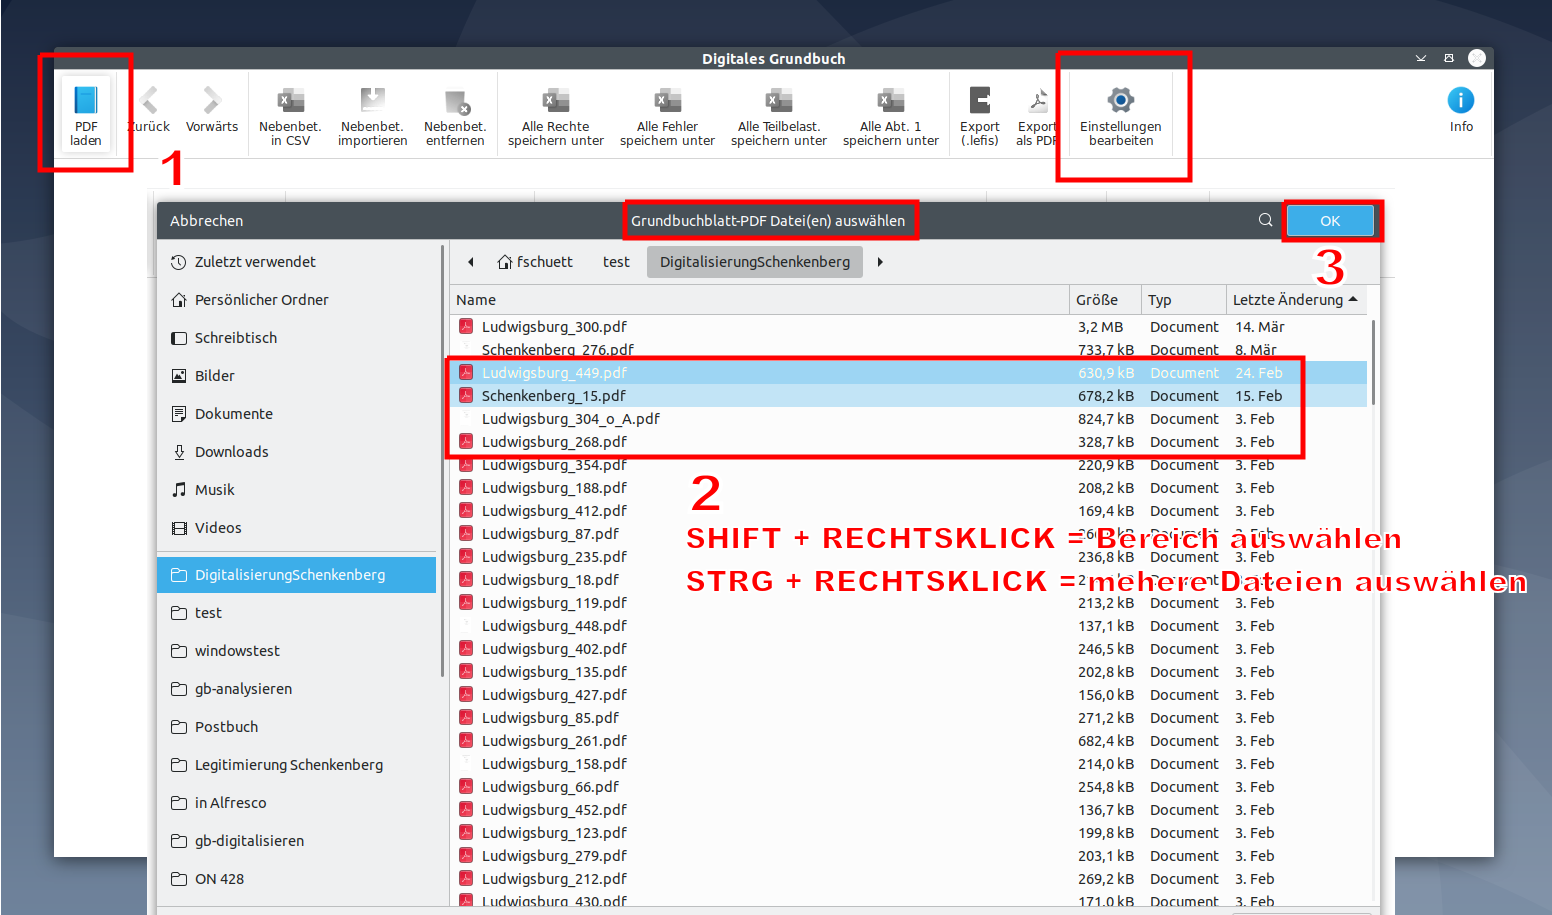 Digitales Grundbuch
PDF laden
Zurück
Vorwärts
Nebenbet. in CSV
Nebenbet. importieren
Nebenbet. entfernen
Alle Rechte speichern unter
Alle Fehler speichern unter
Alle Teilbelast. speichern unter
Alle Abt. 1 speichern unter
Export (.lefis)
Export als PDF
Einstellungen bearbeiten
Info
1
Abbrechen
Grundbuchblatt-PDF Datei(en) auswählen
OK
3
Zuletzt verwendet
Persönlicher Ordner
Schreibtisch
Bilder
Dokumente
Downloads
Musik
Videos
DigitalisierungSchenkenberg
test
windowstest
gb-analysieren
Postbuch
Legitimierung Schenkenberg
in Alfresco
gb-digitalisieren
ON 428
fschuett test DigitalisierungSchenkenberg
Name Größe Typ Letzte Änderung
Ludwigsburg_300.pdf 3,2 MB Document 14. Mär
Schenkenberg_276.pdf 733,7 kB Document 8. Mär
Ludwigsburg_449.pdf 630,9 kB Document 24. Feb
Schenkenberg_15.pdf 678,2 kB Document 15. Feb
Ludwigsburg_304_o_A.pdf 824,7 kB Document 3. Feb
Ludwigsburg_268.pdf 328,7 kB Document 3. Feb
Ludwigsburg_354.pdf 220,9 kB Document 3. Feb
Ludwigsburg_188.pdf 208,2 kB Document 3. Feb
Ludwigsburg_412.pdf 169,4 kB Document 3. Feb
Ludwigsburg_87.pdf kB Document 3. Feb
Ludwigsburg_235.pdf 236,8 kB Document 3. Feb
Ludwigsburg_18.pdf
Ludwigsburg_119.pdf 213,2 kB Document 3. Feb
Ludwigsburg_448.pdf 137,1 kB Document 3. Feb
Ludwigsburg_402.pdf 246,5 kB Document 3. Feb
Ludwigsburg_135.pdf 202,8 kB Document 3. Feb
Ludwigsburg_427.pdf 156,0 kB Document 3. Feb
Ludwigsburg_85.pdf 271,2 kB Document 3. Feb
Ludwigsburg_261.pdf 682,4 kB Document 3. Feb
Ludwigsburg_158.pdf 214,0 kB Document 3. Feb
Ludwigsburg_66.pdf 254,8 kB Document 3. Feb
Ludwigsburg_452.pdf 136,7 kB Document 3. Feb
Ludwigsburg_123.pdf 199,8 kB Document 3. Feb
Ludwigsburg_279.pdf 203,1 kB Document 3. Feb
Ludwigsburg_212.pdf 269,2 kB Document 3. Feb
Ludwigsburg_430.pdf 171,0 kB Document 3. Feb
2
SHIFT + RECHTSKLICK = Bereich auswählen
STRG + RECHTSKLICK = mehere Dateien auswählen